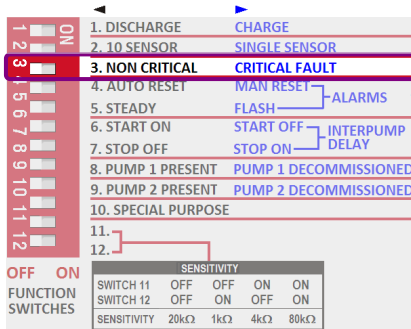 ON
1. DISCHARGE CHARGE
2. 10 SENSOR SINGLE SENSOR
3. NON CRITICAL CRITICAL FAULT
4. AUTO RESET MAN RESET
ALARMS
5. STEADY FLASH
6. START ON START OFF
INTERPUMP
DELAY
7. STOP OFF STOP ON
8. PUMP 1 PRESENT PUMP 1 DECOMMISSIONED
9. PUMP 2 PRESENT PUMP 2 DECOMMISSIONED
10. SPECIAL PURPOSE
11.
12.
1 2 3 4 5 6 7 8 9 10 11 12
OFF ON
FUNCTION
SWITCHES
SENSITIVITY
SWITCH 11 OFF OFF ON ON
SWITCH 12 OFF ON OFF ON
SENSITIVITY 20kΩ 1kΩ 4kΩ 80kΩ